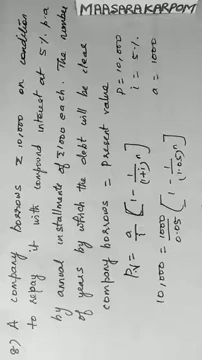 MAASARAKARPOM
8) A company borrows ₹ 10,000 on condition
to repay it with compound interest at 5% p.a
by annual installments of ₹1000 each. The number
of years by which the debt will be clear
company borrows = Present value
P.V = a/i [1 - 1/(1+i)^n]
10,000 = 1000/0.05 [1 - 1/(1.05)^n]
P = 10,000
i = 5%
a = 1000